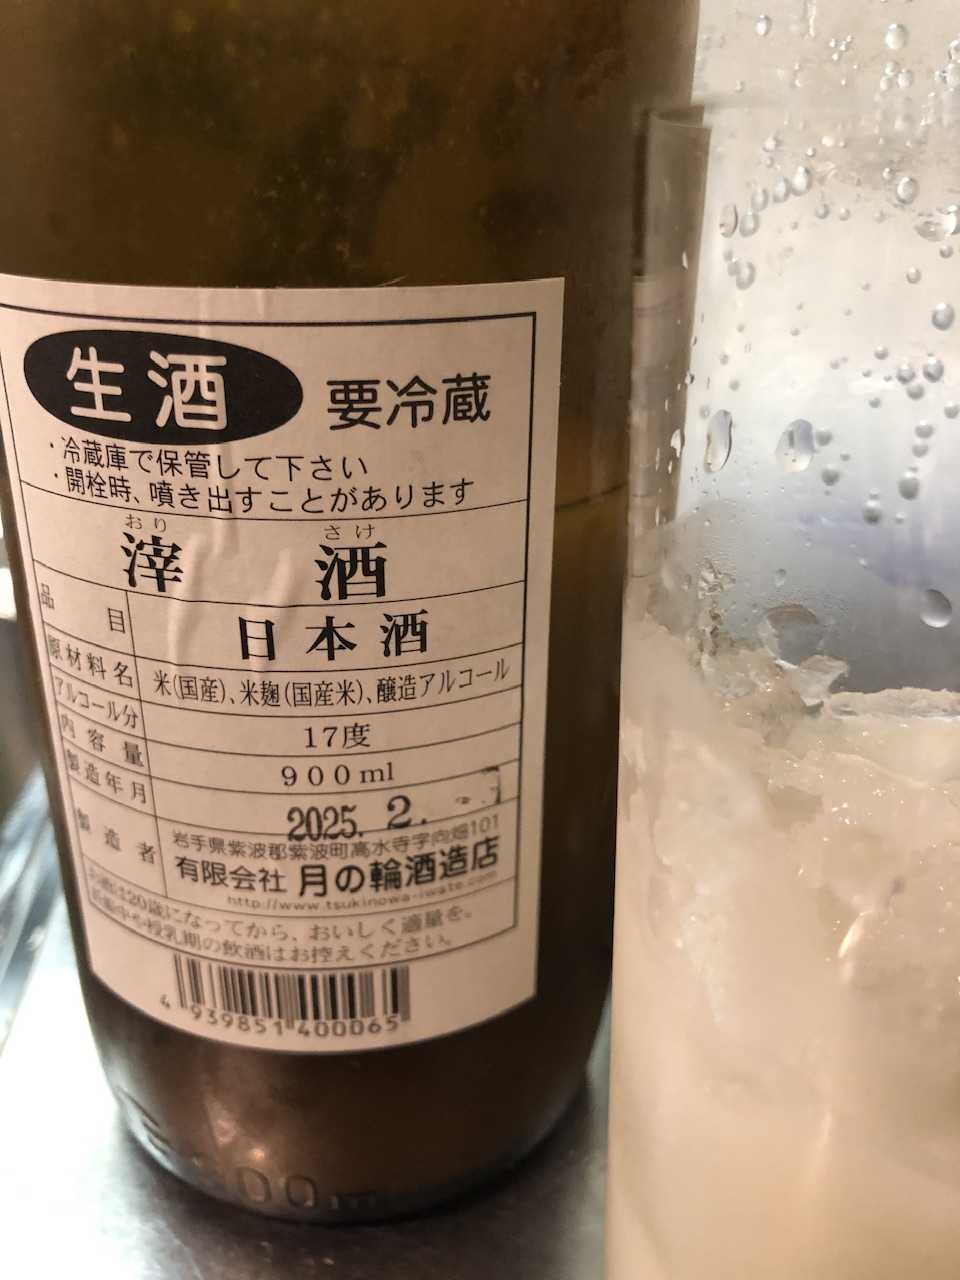 生酒 要冷蔵
・冷蔵庫で保管して下さい
・開栓時、噴き出すことがあります
おり さけ
滓 酒
品目 日本酒
原材料名 米(国産)、米麹(国産米)、醸造アルコール
アルコール分 17度
内容量 900ml
製造年月 2025. 2.
製造者 岩手県紫波郡紫波町高水寺字向畑101
有限会社 月の輪酒造店
http://www.tsukinowa-iwate.com
お酒は20歳になってから、おいしく適量を。
妊娠中や授乳期の飲酒はお控えください。
4 939851 400065